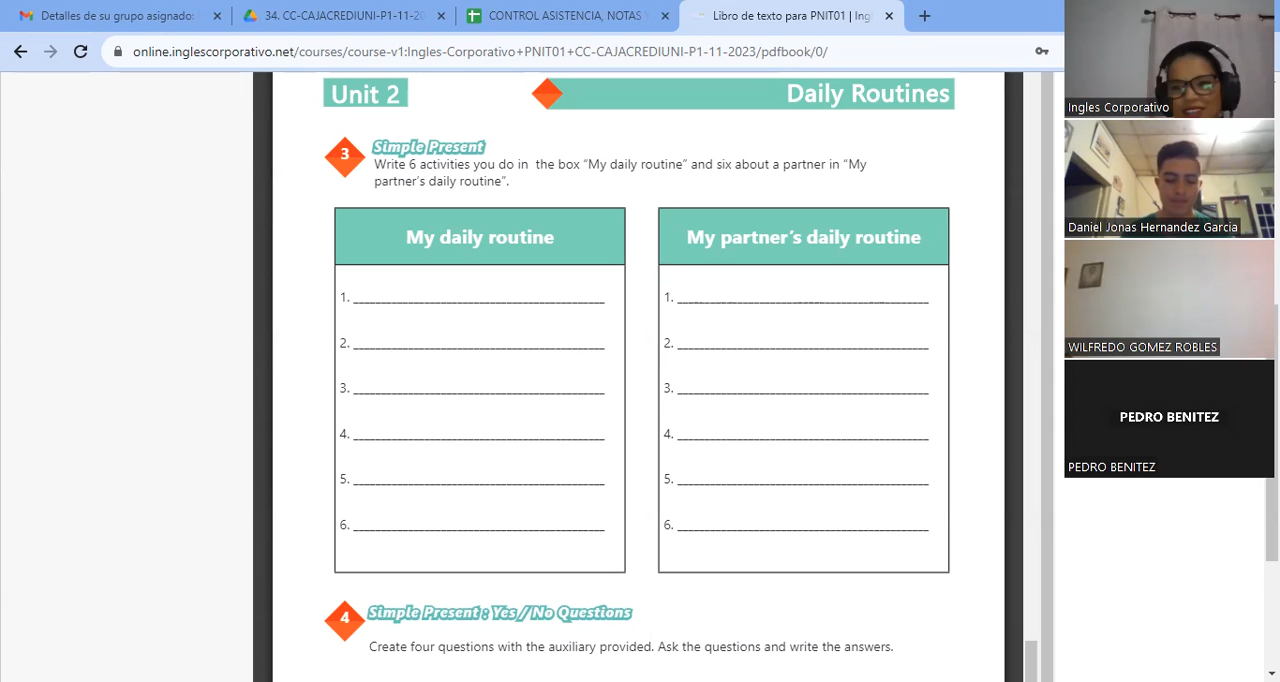 Detalles de su grupo asignado:
34. CC-CAJACREDIUNI-P1-11-20
CONTROL ASISTENCIA, NOTAS Y
Libro de texto para PNIT01 | Ing
online.inglescorporativo.net/courses/course-v1:Ingles-Corporativo+PNIT01+CC-CAJACREDIUNI-P1-11-2023/pdfbook/0/
Unit 2
Daily Routines
3
Simple Present
Write 6 activities you do in the box “My daily routine” and six about a partner in “My
partner’s daily routine”.
My daily routine
1.
2.
3.
4.
5.
6.
My partner’s daily routine
1.
2.
3.
4.
5.
6.
4
Simple Present : Yes/No Questions
Create four questions with the auxiliary provided. Ask the questions and write the answers.
Ingles Corporativo
Daniel Jonas Hernandez Garcia
WILFREDO GOMEZ ROBLES
PEDRO BENITEZ
PEDRO BENITEZ